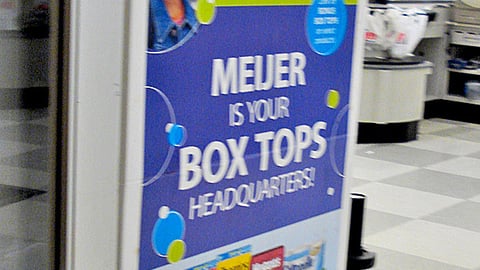 MEIJER
IS YOUR
BOX TOPS
HEADQUARTERS!